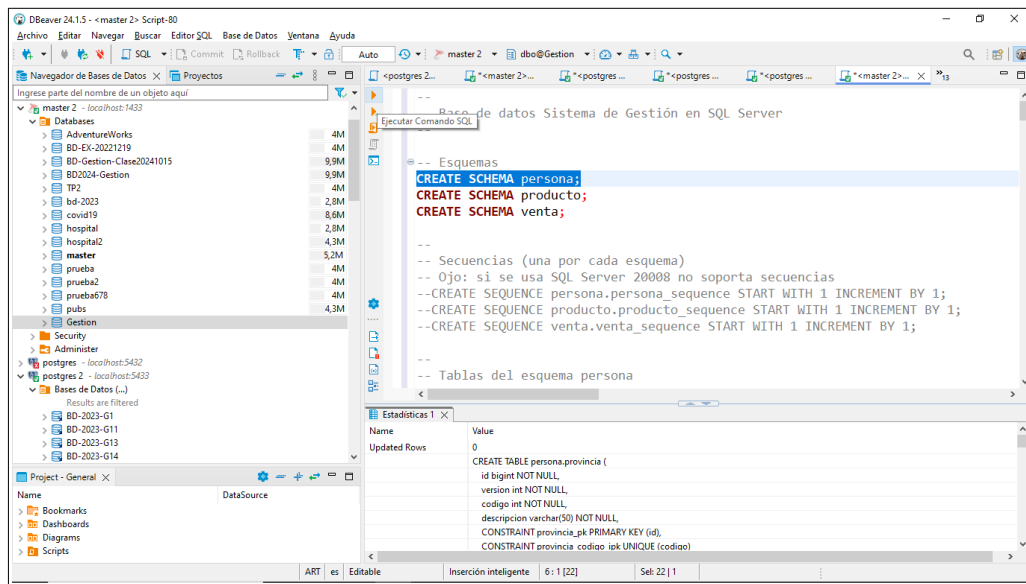 DBeaver 24.1.5 - <master 2> Script-80
Archivo Editar Navegar Buscar Editor SQL Base de Datos Ventana Ayuda
SQL Commit Rollback T Auto master 2 dbo@Gestion
Navegador de Bases de Datos Proyectos
<postgres 2... *<master 2>... *<postgres ... *<postgres ... *<postgres ... *<master 2>... 13
Ingrese parte del nombre de un objeto aquí
master 2 - localhost:1433
Databases
AdventureWorks 4M
BD-EX-20221219 4M
BD-Gestion-Clase20241015 9,9M
BD2024-Gestion 9,9M
TP2 4M
bd-2023 2,8M
covid19 8,6M
hospital 2,8M
hospital2 4,3M
master 5,2M
prueba 4M
prueba2 4M
prueba678 4M
pubs 4,3M
Gestion
Security
Administer
postgres - localhost:5432
postgres 2 - localhost:5433
Bases de Datos (...)
Results are filtered
BD-2023-G1
BD-2023-G11
BD-2023-G13
BD-2023-G14
--
de datos Sistema de Gestión en SQL Server
Ejecutar Comando SQL
-- Esquemas
CREATE SCHEMA persona;
CREATE SCHEMA producto;
CREATE SCHEMA venta;
--
-- Secuencias (una por cada esquema)
-- Ojo: si se usa SQL Server 20008 no soporta secuencias
--CREATE SEQUENCE persona.persona_sequence START WITH 1 INCREMENT BY 1;
--CREATE SEQUENCE producto.producto_sequence START WITH 1 INCREMENT BY 1;
--CREATE SEQUENCE venta.venta_sequence START WITH 1 INCREMENT BY 1;
--
-- Tablas del esquema persona
Estadísticas 1
Name Value
Updated Rows 0
CREATE TABLE persona.provincia (
id bigint NOT NULL,
version int NOT NULL,
codigo int NOT NULL,
descripcion varchar(50) NOT NULL,
CONSTRAINT provincia_pk PRIMARY KEY (id),
CONSTRAINT provincia_codigo_ipk UNIQUE (codigo)
Project - General
Name DataSource
Bookmarks
Dashboards
Diagrams
Scripts
ART es Editable Inserción inteligente 6 : 1 [22] Sel: 22 | 1